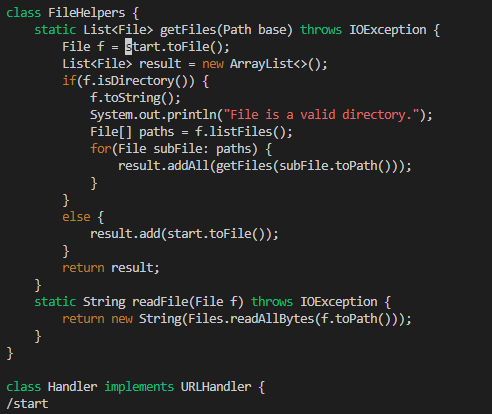 class FileHelpers {
    static List<File> getFiles(Path base) throws IOException {
        File f = start.toFile();
        List<File> result = new ArrayList<>();
        if(f.isDirectory()) {
            f.toString();
            System.out.println("File is a valid directory.");
            File[] paths = f.listFiles();
            for(File subFile: paths) {
                result.addAll(getFiles(subFile.toPath()));
            }
        }
        else {
            result.add(start.toFile());
        }
        return result;
    }
    static String readFile(File f) throws IOException {
        return new String(Files.readAllBytes(f.toPath()));
    }
}

class Handler implements URLHandler {
/start